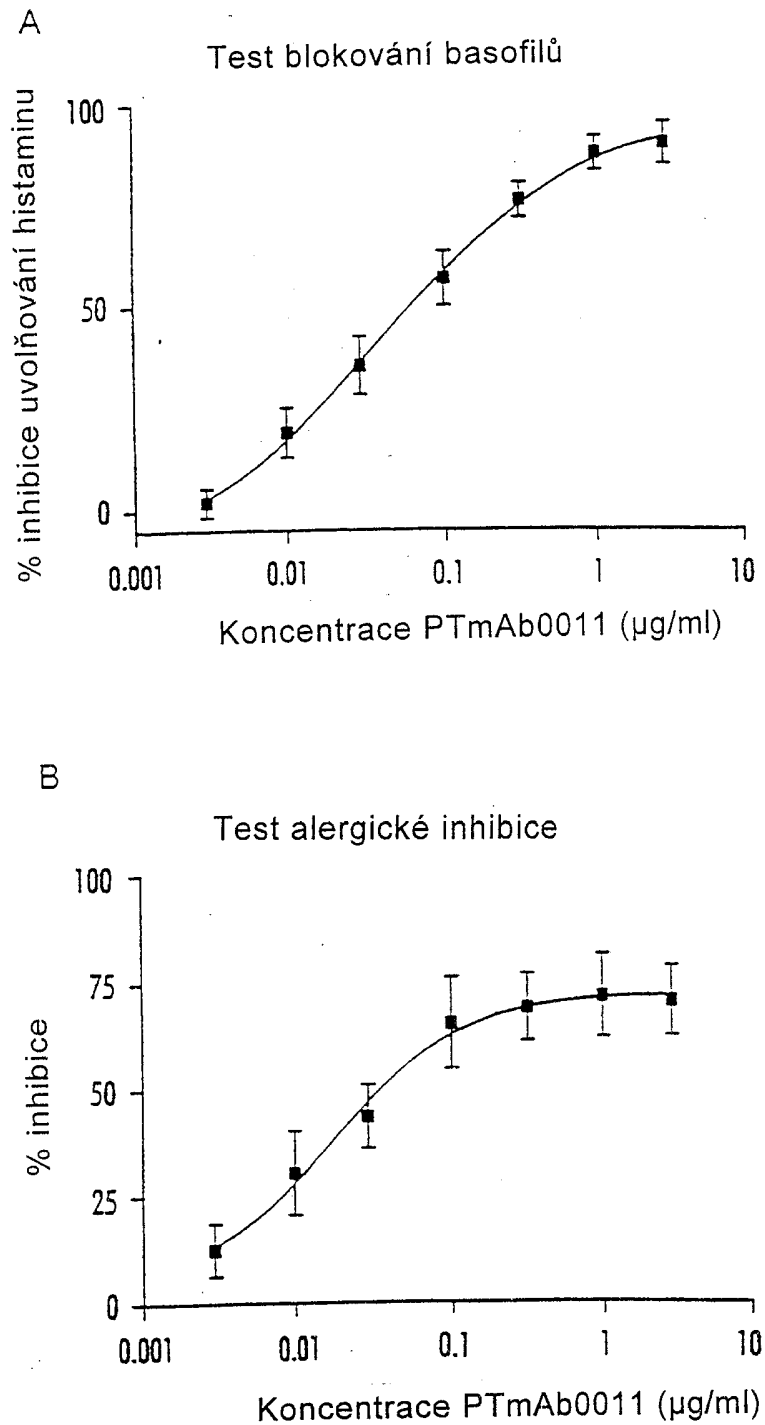 A
Test blokování basofilů
% inhibice uvolňování histaminu
100
50
0
0.001 0.01 0.1 1 10
Koncentrace PTmAb0011 (µg/ml)
B
Test alergické inhibice
% inhibice
100
75
50
25
0
0.001 0.01 0.1 1 10
Koncentrace PTmAb0011 (µg/ml)